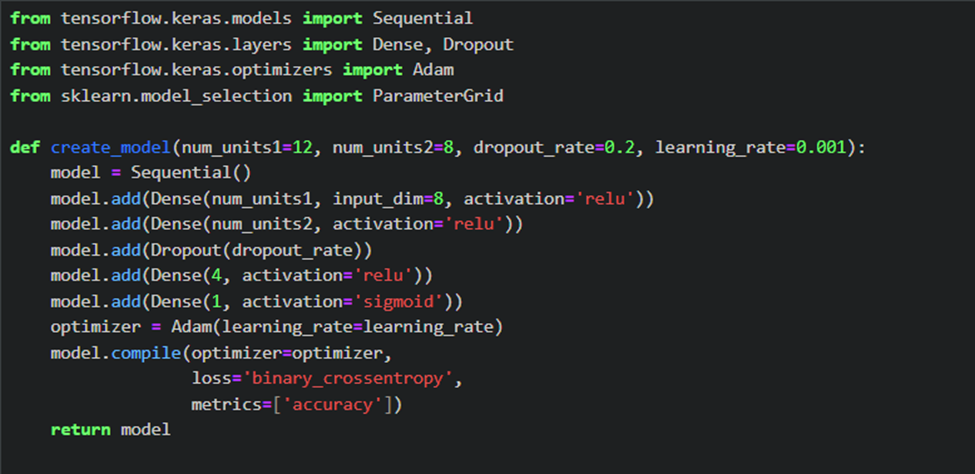 from tensorflow.keras.models import Sequential
from tensorflow.keras.layers import Dense, Dropout
from tensorflow.keras.optimizers import Adam
from sklearn.model_selection import ParameterGrid

def create_model(num_units1=12, num_units2=8, dropout_rate=0.2, learning_rate=0.001):
    model = Sequential()
    model.add(Dense(num_units1, input_dim=8, activation='relu'))
    model.add(Dense(num_units2, activation='relu'))
    model.add(Dropout(dropout_rate))
    model.add(Dense(4, activation='relu'))
    model.add(Dense(1, activation='sigmoid'))
    optimizer = Adam(learning_rate=learning_rate)
    model.compile(optimizer=optimizer,
                  loss='binary_crossentropy',
                  metrics=['accuracy'])
    return model